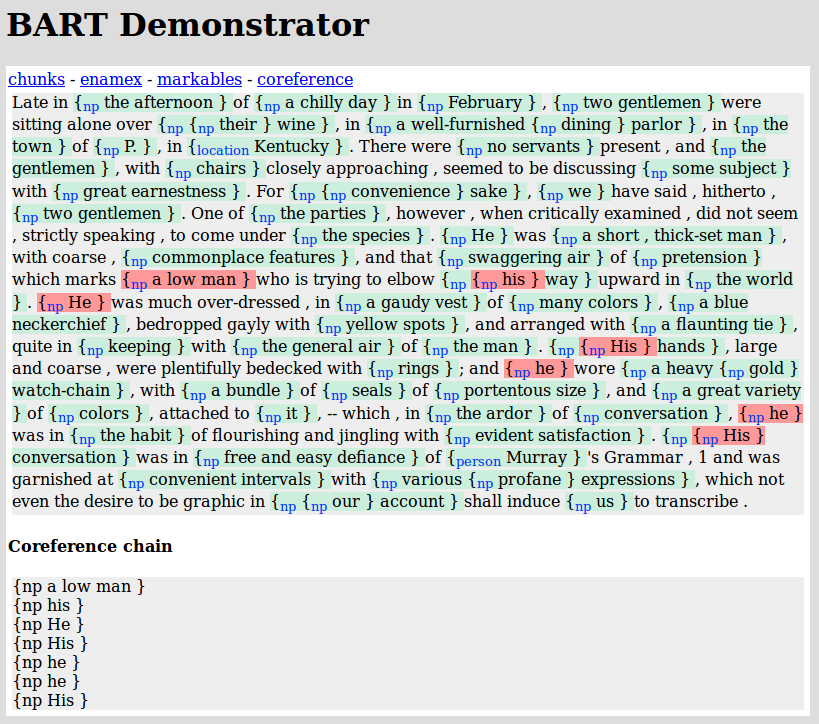 BART Demonstrator
chunks - enamex - markables - coreference
Late in {np the afternoon } of {np a chilly day } in {np February } , {np two gentlemen } were
sitting alone over {np {np their } wine } , in {np a well-furnished {np dining } parlor } , in {np the
town } of {np P. } , in {location Kentucky } . There were {np no servants } present , and {np the
gentlemen } , with {np chairs } closely approaching , seemed to be discussing {np some subject }
with {np great earnestness } . For {np {np convenience } sake } , {np we } have said , hitherto ,
{np two gentlemen } . One of {np the parties } , however , when critically examined , did not seem
, strictly speaking , to come under {np the species } . {np He } was {np a short , thick-set man } ,
with coarse , {np commonplace features } , and that {np swaggering air } of {np pretension }
which marks {np a low man } who is trying to elbow {np {np his } way } upward in {np the world
} . {np He } was much over-dressed , in {np a gaudy vest } of {np many colors } , {np a blue
neckerchief } , bedropped gayly with {np yellow spots } , and arranged with {np a flaunting tie } ,
quite in {np keeping } with {np the general air } of {np the man } . {np {np His } hands } , large
and coarse , were plentifully bedecked with {np rings } ; and {np he } wore {np a heavy {np gold }
watch-chain } , with {np a bundle } of {np seals } of {np portentous size } , and {np a great variety
} of {np colors } , attached to {np it } , -- which , in {np the ardor } of {np conversation } , {np he }
was in {np the habit } of flourishing and jingling with {np evident satisfaction } . {np {np His }
conversation } was in {np free and easy defiance } of {person Murray } 's Grammar , 1 and was
garnished at {np convenient intervals } with {np various {np profane } expressions } , which not
even the desire to be graphic in {np {np our } account } shall induce {np us } to transcribe .
Coreference chain
{np a low man }
{np his }
{np He }
{np His }
{np he }
{np he }
{np His }